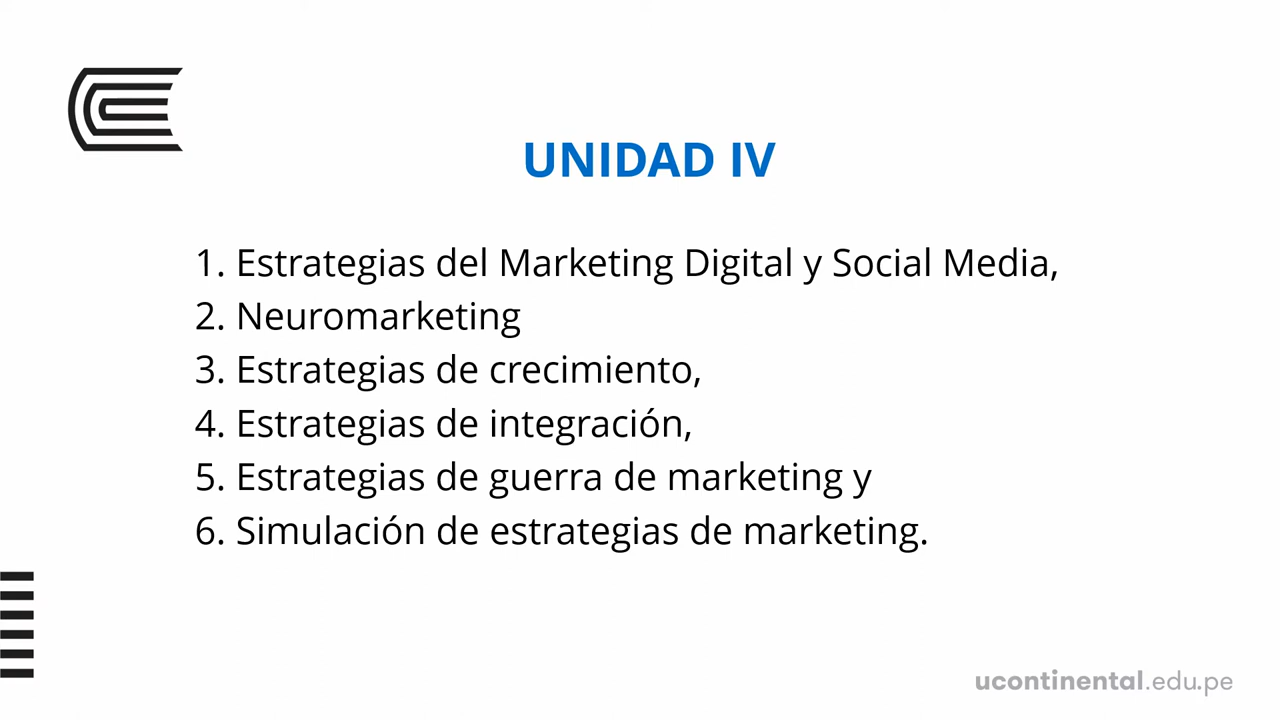 UNIDAD IV
1. Estrategias del Marketing Digital y Social Media,
2. Neuromarketing
3. Estrategias de crecimiento,
4. Estrategias de integración,
5. Estrategias de guerra de marketing y
6. Simulación de estrategias de marketing.
ucontinental.edu.pe